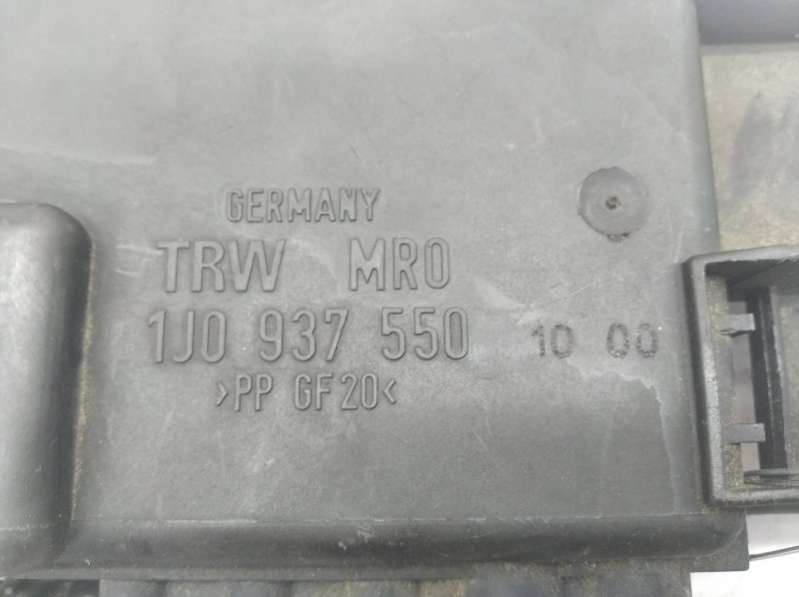 GERMANY
TRW MRO
1J0 937 550 10 00
>PP GF20<